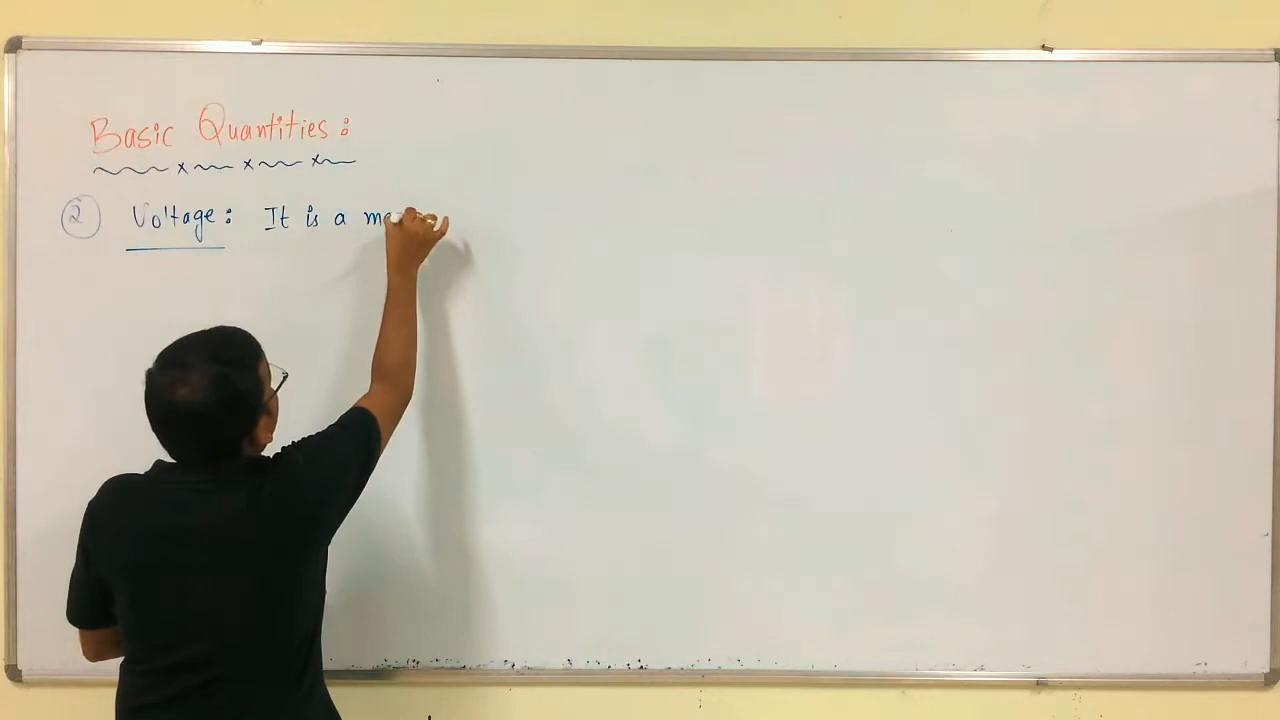 Basic Quantities:
② Voltage: It is a